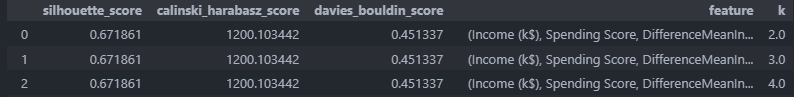 silhouette_score calinski_harabasz_score davies_bouldin_score feature k
0 0.671861 1200.103442 0.451337 (Income (k$), Spending Score, DifferenceMeanIn... 2.0
1 0.671861 1200.103442 0.451337 (Income (k$), Spending Score, DifferenceMeanIn... 3.0
2 0.671861 1200.103442 0.451337 (Income (k$), Spending Score, DifferenceMeanIn... 4.0